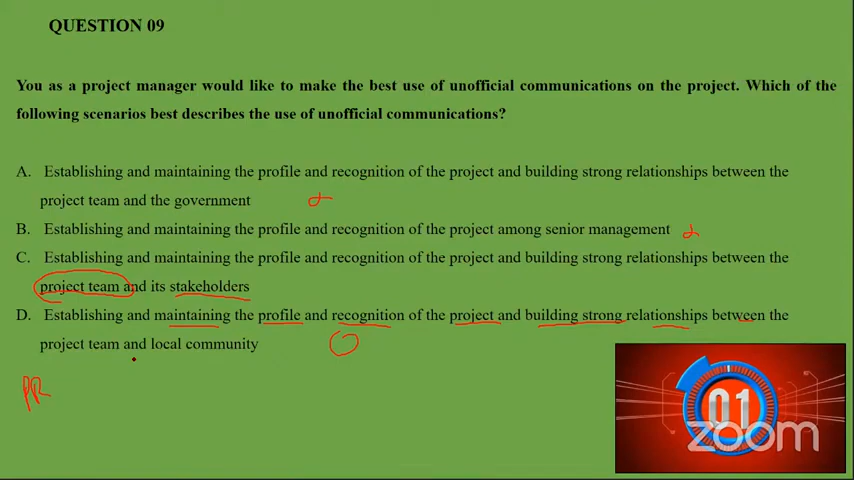 QUESTION 09
You as a project manager would like to make the best use of unofficial communications on the project. Which of the
following scenarios best describes the use of unofficial communications?
A. Establishing and maintaining the profile and recognition of the project and building strong relationships between the
project team and the government
B. Establishing and maintaining the profile and recognition of the project among senior management
C. Establishing and maintaining the profile and recognition of the project and building strong relationships between the
project team and its stakeholders
D. Establishing and maintaining the profile and recognition of the project and building strong relationships between the
project team and local community
PR
01
zoom